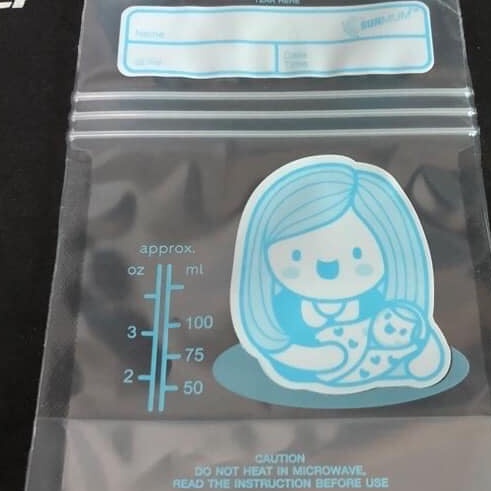 TEAR HERE
Name
SUNMUM
Date
Time
approx.
oz ml
3 100
75
2 50
CAUTION
DO NOT HEAT IN MICROWAVE,
READ THE INSTRUCTION BEFORE USE